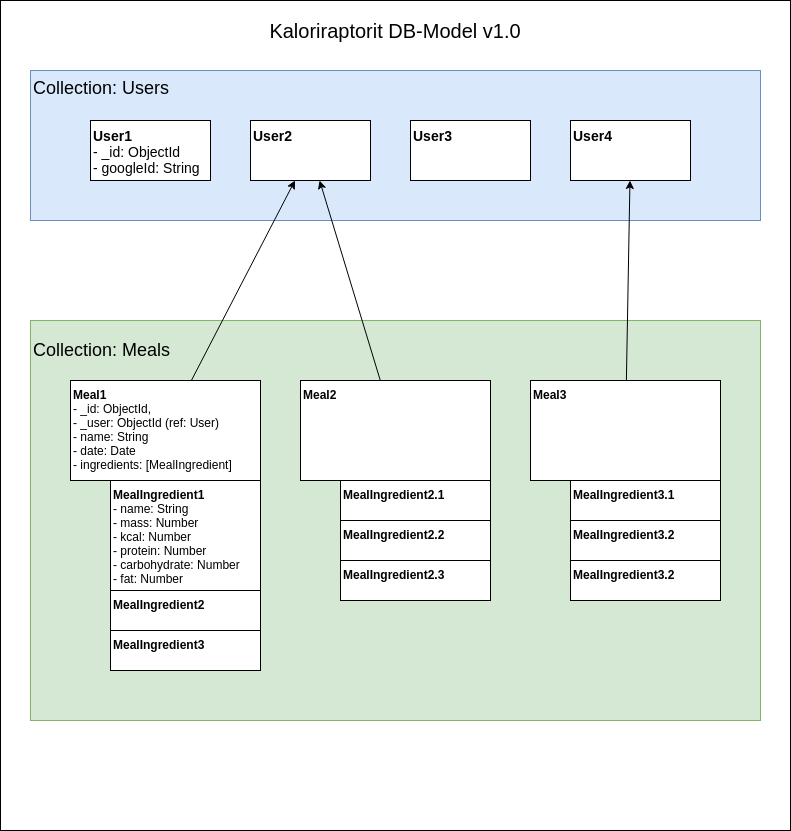 Kaloriraptorit DB-Model v1.0
Collection: Users
User1
- _id: ObjectId
- googleId: String
User2
User3
User4
Collection: Meals
Meal1
- _id: ObjectId,
- _user: ObjectId (ref: User)
- name: String
- date: Date
- ingredients: [MealIngredient]
MealIngredient1
- name: String
- mass: Number
- kcal: Number
- protein: Number
- carbohydrate: Number
- fat: Number
MealIngredient2
MealIngredient3
Meal2
MealIngredient2.1
MealIngredient2.2
MealIngredient2.3
Meal3
MealIngredient3.1
MealIngredient3.2
MealIngredient3.2